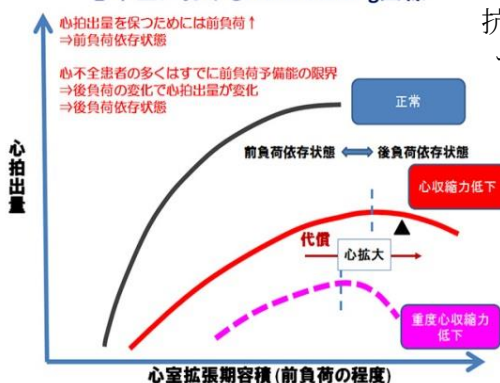 心拍出量を保つためには前負荷↑
⇒前負荷依存状態
心不全患者の多くはすでに前負荷予備能の限界
⇒後負荷の変化で心拍出量が変化
⇒後負荷依存状態
正常
前負荷依存状態
後負荷依存状態
心収縮力低下
代償
心拡大
重度心収縮力
低下
心拍出量
心室拡張期容積(前負荷の程度)
抗